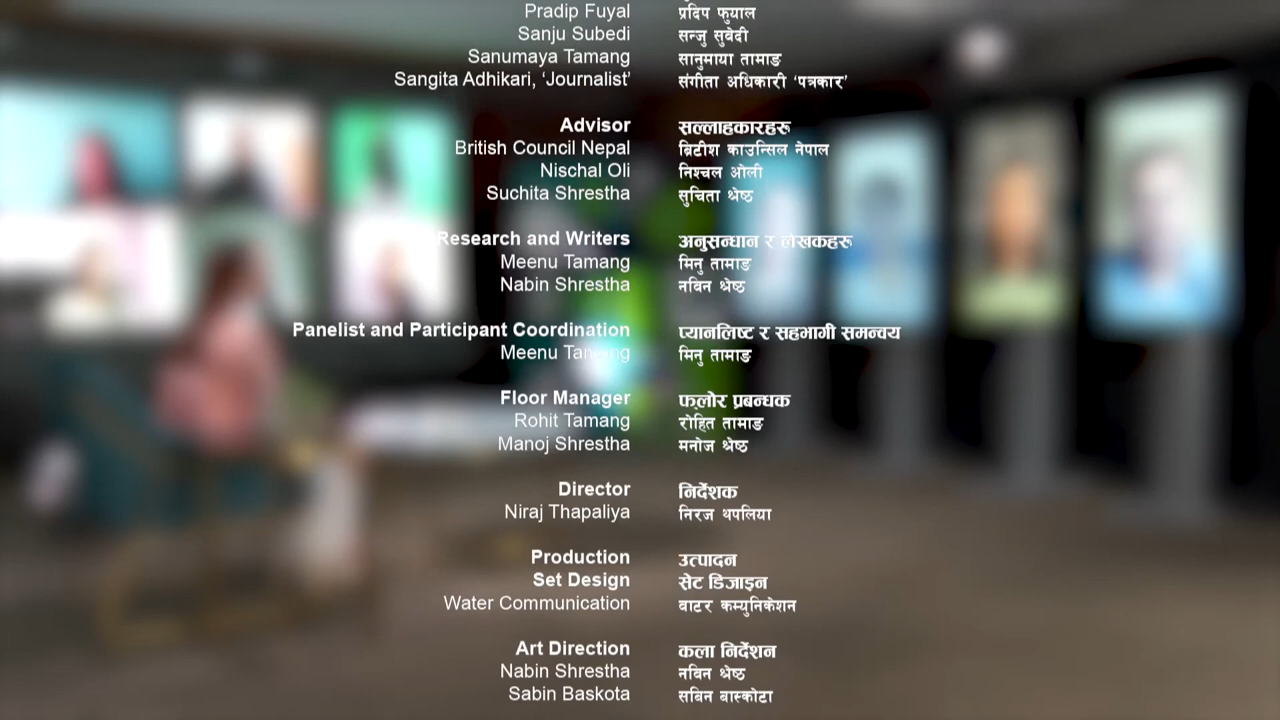 Pradip Fuyal प्रदिप फुयाल
Sanju Subedi सन्जु सुवेदी
Sanumaya Tamang सानुमाया तामाङ
Sangita Adhikari, ‘Journalist’ संगीता अधिकारी ‘पत्रकार’
Advisor सल्लाहकारहरू
British Council Nepal ब्रिटीश काउन्सिल नेपाल
Nischal Oli निश्चल ओली
Suchita Shrestha सुचिता श्रेष्ठ
Research and Writers अनुसन्धान र लेखकहरू
Meenu Tamang मिनु तामाङ
Nabin Shrestha नबिन श्रेष्ठ
Panelist and Participant Coordination प्यानलिष्ट र सहभागी समन्वय
Meenu Tamang मिनु तामाङ
Floor Manager फ्लोर प्रबन्धक
Rohit Tamang रोहित तामाङ
Manoj Shrestha मनोज श्रेष्ठ
Director निर्देशक
Niraj Thapaliya निरज थपलिया
Production उत्पादन
Set Design सेट डिजाइन
Water Communication वाटर कम्युनिकेशन
Art Direction कला निर्देशन
Nabin Shrestha नबिन श्रेष्ठ
Sabin Baskota सबिन बास्कोटा